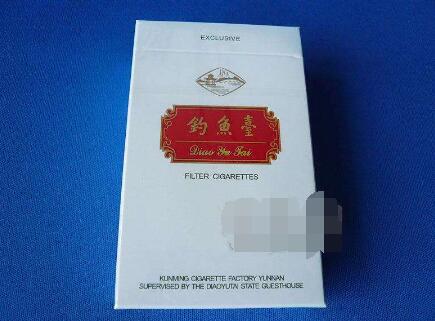 EXCLUSIVE
釣魚臺
Diao Yu Tai
FILTER CIGARETTES
KUNMING CIGARETTE FACTORY YUNNAN
SUPERVISED BY THE DIAOYUTAI STATE GUESTHOUSE